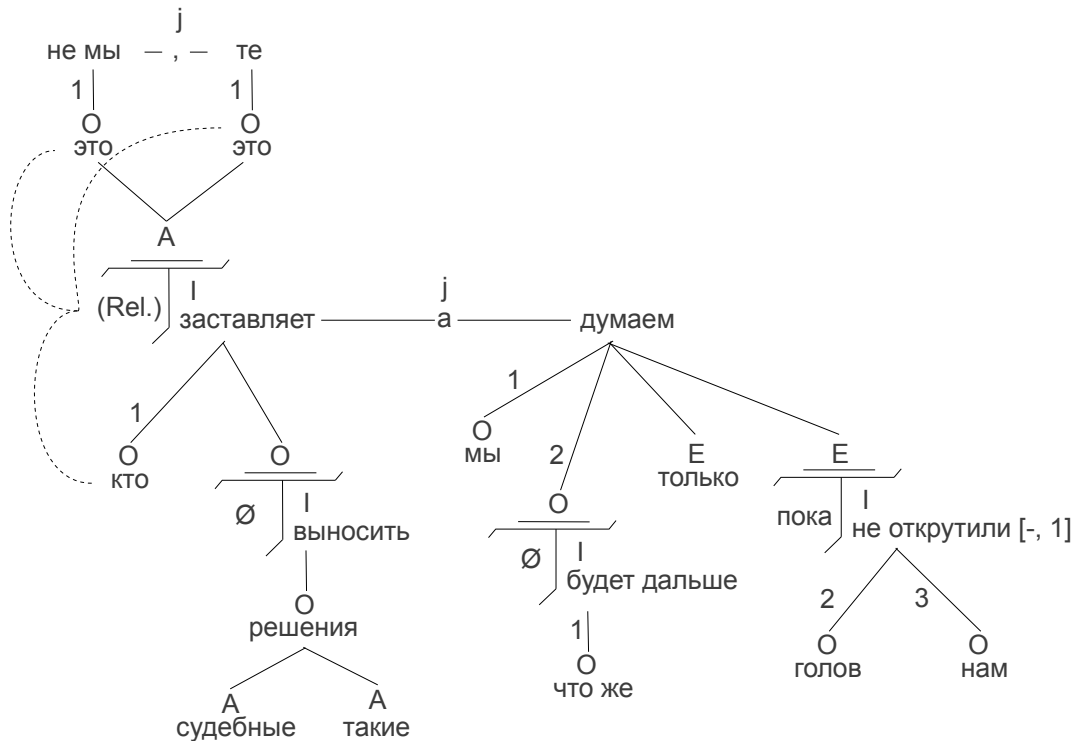 j
не мы – , – те
1 1
О О
это это
А
(Rel.) I j
заставляет а думаем
1 1
О О О 2 Е Е
кто мы только
Ø I О пока I
выносить не открутили [-, 1]
Ø I
будет дальше
О 1 2 3
решения О О О
что же голов нам
А А
судебные такие